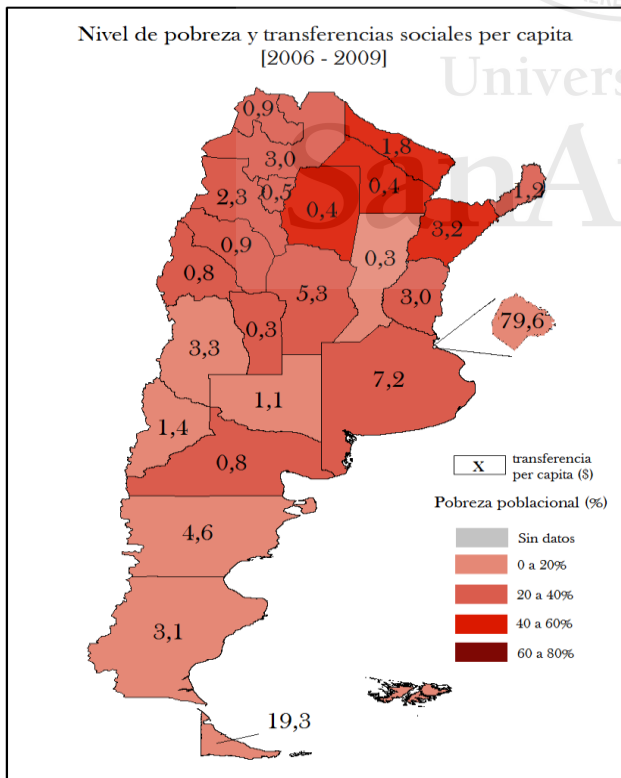 Nivel de pobreza y transferencias sociales per capita
[2006 - 2009]
Univers
SanA
0,9
1,8
3,0
0,4
1,2
2,3
0,5
0,4
3,2
0,9
0,3
0,8
5,3
3,0
79,6
0,3
3,3
7,2
1,1
1,4
0,8
X transferencia
per capita ($)
Pobreza poblacional (%)
4,6
Sin datos
0 a 20%
20 a 40%
3,1
40 a 60%
60 a 80%
19,3